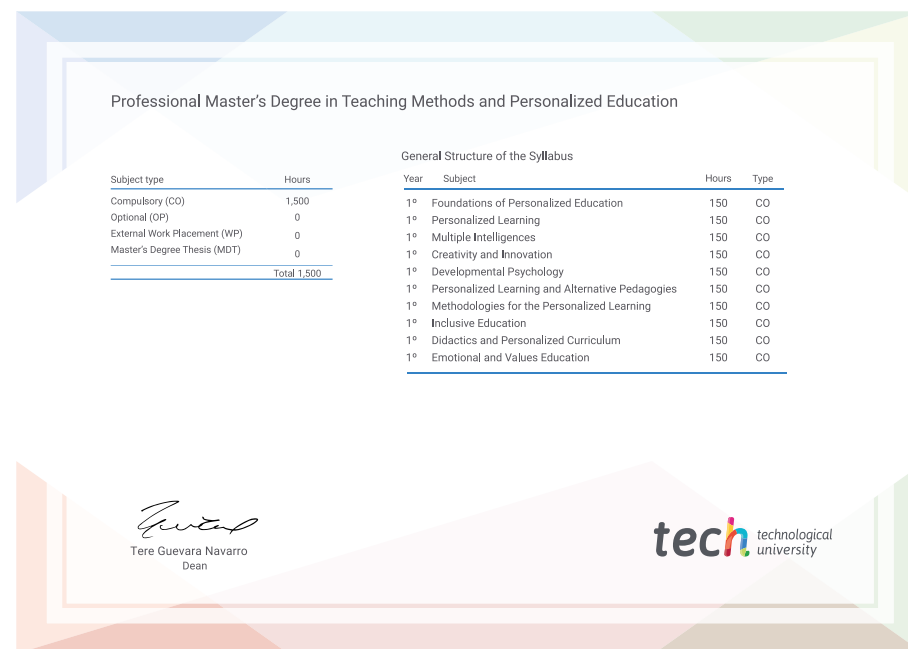 Professional Master's Degree in Teaching Methods and Personalized Education
Subject type Hours
Compulsory (CO) 1,500
Optional (OP) 0
External Work Placement (WP) 0
Master's Degree Thesis (MDT) 0
Total 1,500
General Structure of the Syllabus
Year Subject Hours Type
1º Foundations of Personalized Education 150 CO
1º Personalized Learning 150 CO
1º Multiple Intelligences 150 CO
1º Creativity and Innovation 150 CO
1º Developmental Psychology 150 CO
1º Personalized Learning and Alternative Pedagogies 150 CO
1º Methodologies for the Personalized Learning 150 CO
1º Inclusive Education 150 CO
1º Didactics and Personalized Curriculum 150 CO
1º Emotional and Values Education 150 CO
Tere Guevara Navarro
Dean
tech technological
university